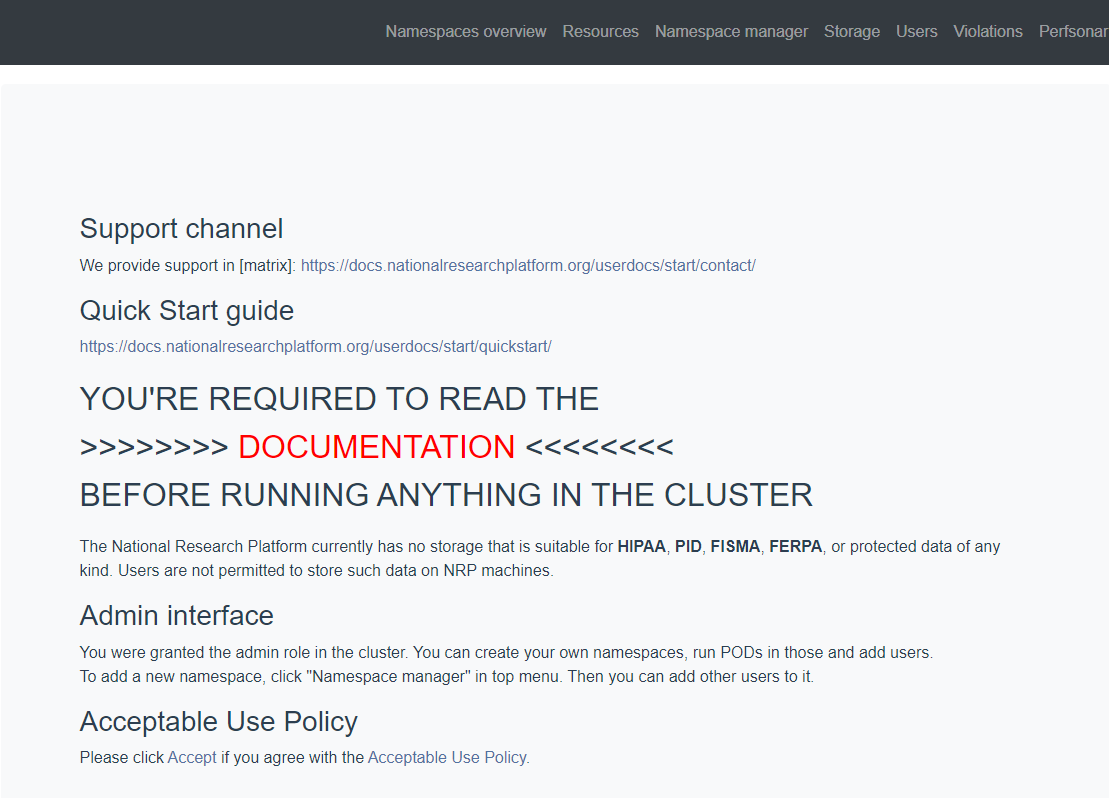 Namespaces overview Resources Namespace manager Storage Users Violations Perfsonar
Support channel
We provide support in [matrix]: https://docs.nationalresearchplatform.org/userdocs/start/contact/
Quick Start guide
https://docs.nationalresearchplatform.org/userdocs/start/quickstart/
YOU'RE REQUIRED TO READ THE
>>>>>>>> DOCUMENTATION <<<<<<<<
BEFORE RUNNING ANYTHING IN THE CLUSTER
The National Research Platform currently has no storage that is suitable for HIPAA, PID, FISMA, FERPA, or protected data of any
kind. Users are not permitted to store such data on NRP machines.
Admin interface
You were granted the admin role in the cluster. You can create your own namespaces, run PODs in those and add users.
To add a new namespace, click "Namespace manager" in top menu. Then you can add other users to it.
Acceptable Use Policy
Please click Accept if you agree with the Acceptable Use Policy.